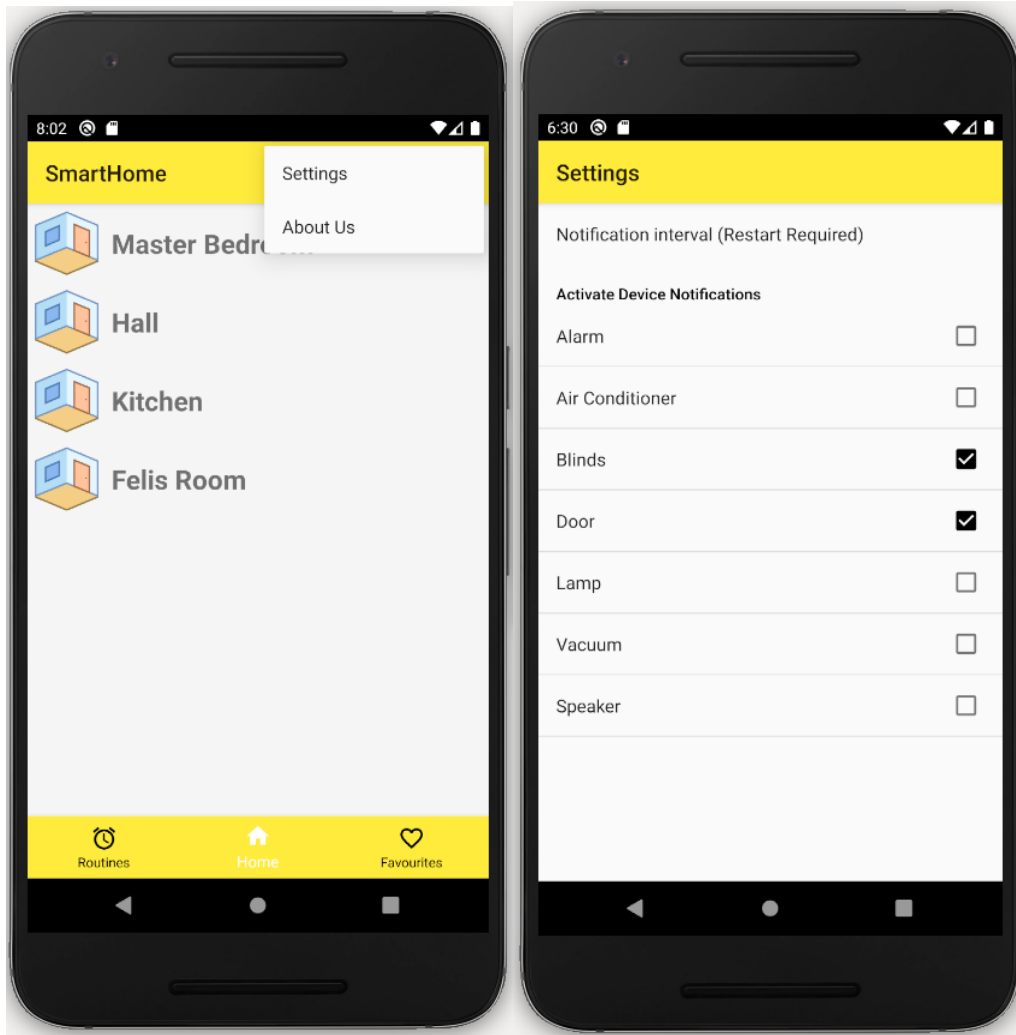 8:02
SmartHome
Settings
About Us
Master Bedroom
Hall
Kitchen
Felis Room
Routines
Home
Favourites
6:30
Settings
Notification interval (Restart Required)
Activate Device Notifications
Alarm
Air Conditioner
Blinds
Door
Lamp
Vacuum
Speaker